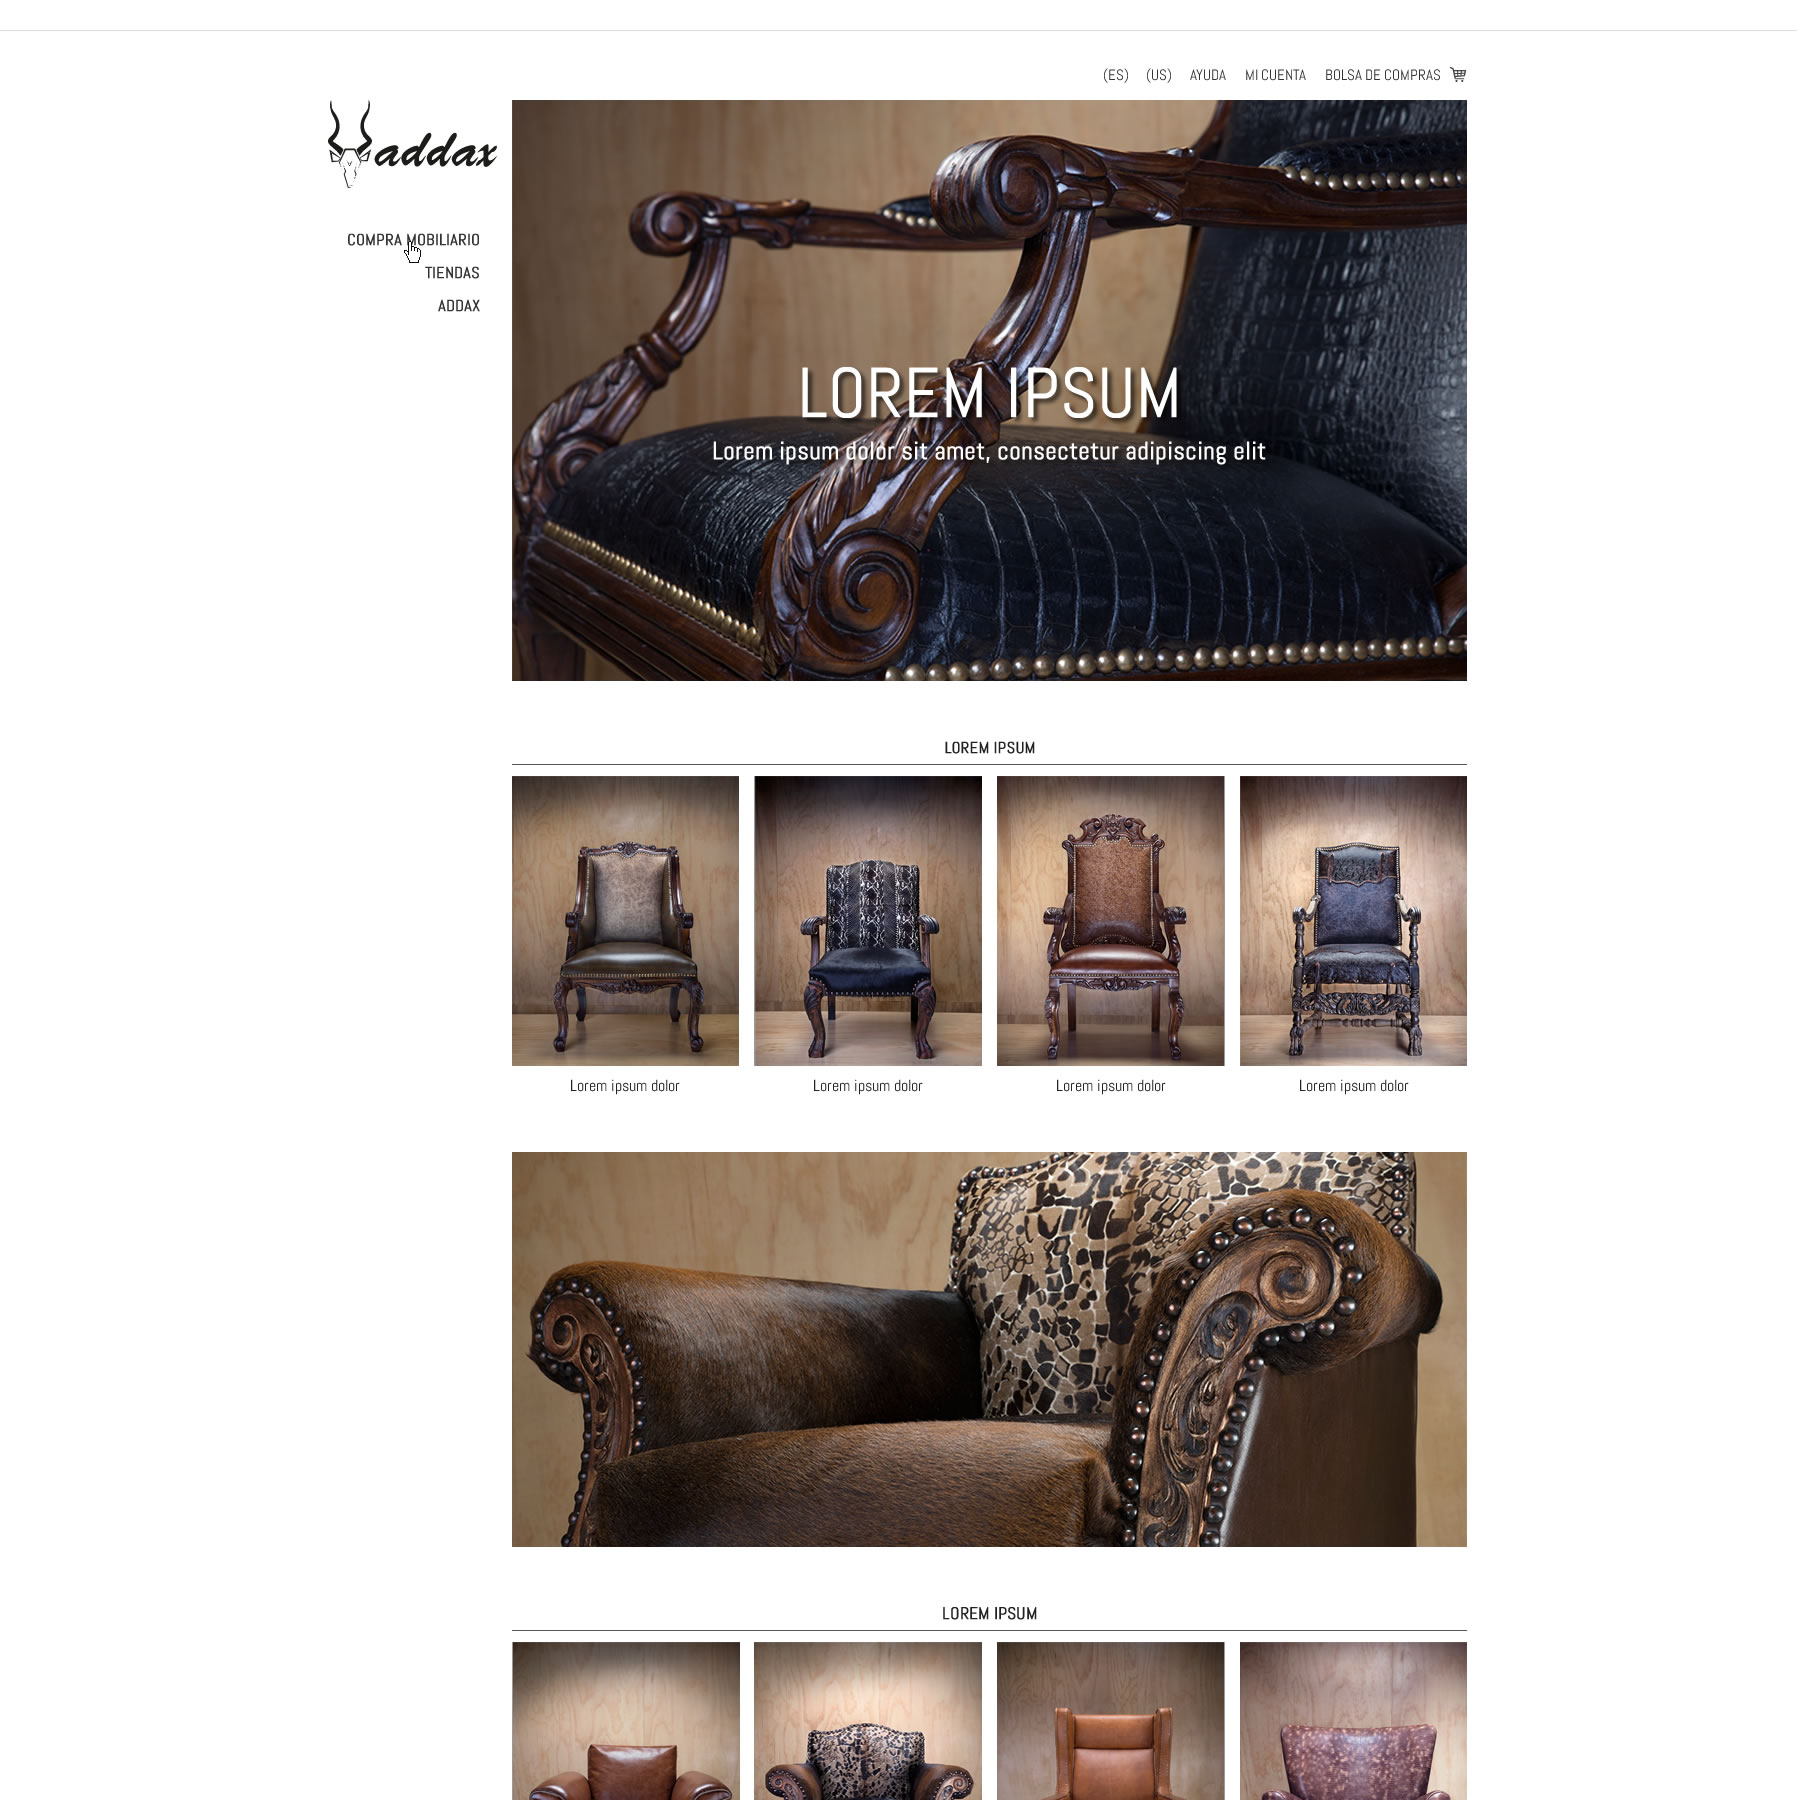 (ES) (US) AYUDA MI CUENTA BOLSA DE COMPRAS
addax
COMPRA MOBILIARIO
TIENDAS
ADDAX
LOREM IPSUM
Lorem ipsum dolor sit amet, consectetur adipiscing elit
LOREM IPSUM
Lorem ipsum dolor
Lorem ipsum dolor
Lorem ipsum dolor
Lorem ipsum dolor
LOREM IPSUM